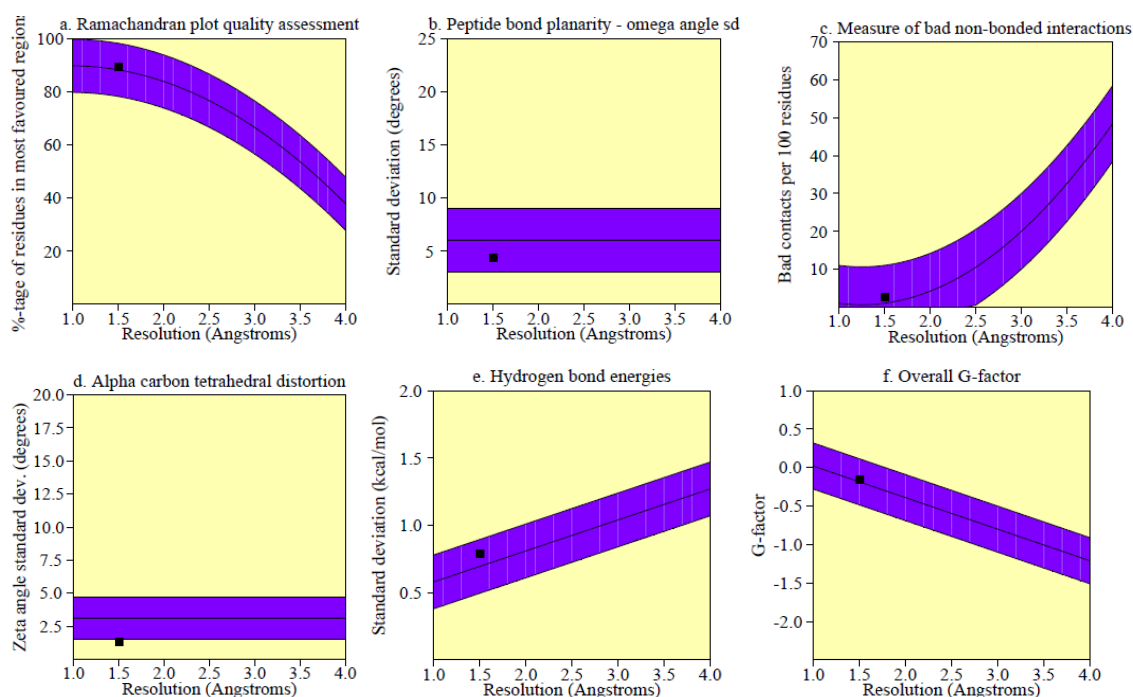 a. Ramachandran plot quality assessment
%-tage of residues in most favoured region:
100
80
60
40
20
1.0 1.5 2.0 2.5 3.0 3.5 4.0
Resolution (Angstroms)
b. Peptide bond planarity - omega angle sd
Standard deviation (degrees)
25
20
15
10
5
1.0 1.5 2.0 2.5 3.0 3.5 4.0
Resolution (Angstroms)
c. Measure of bad non-bonded interactions
Bad contacts per 100 residues
70
60
50
40
30
20
10
1.0 1.5 2.0 2.5 3.0 3.5 4.0
Resolution (Angstroms)
d. Alpha carbon tetrahedral distortion
Zeta angle standard dev. (degrees)
20.0
17.5
15.0
12.5
10.0
7.5
5.0
2.5
1.0 1.5 2.0 2.5 3.0 3.5 4.0
Resolution (Angstroms)
e. Hydrogen bond energies
Standard deviation (kcal/mol)
2.0
1.5
1.0
0.5
1.0 1.5 2.0 2.5 3.0 3.5 4.0
Resolution (Angstroms)
f. Overall G-factor
G-factor
1.0
0.5
0.0
-0.5
-1.0
-1.5
-2.0
1.0 1.5 2.0 2.5 3.0 3.5 4.0
Resolution (Angstroms)